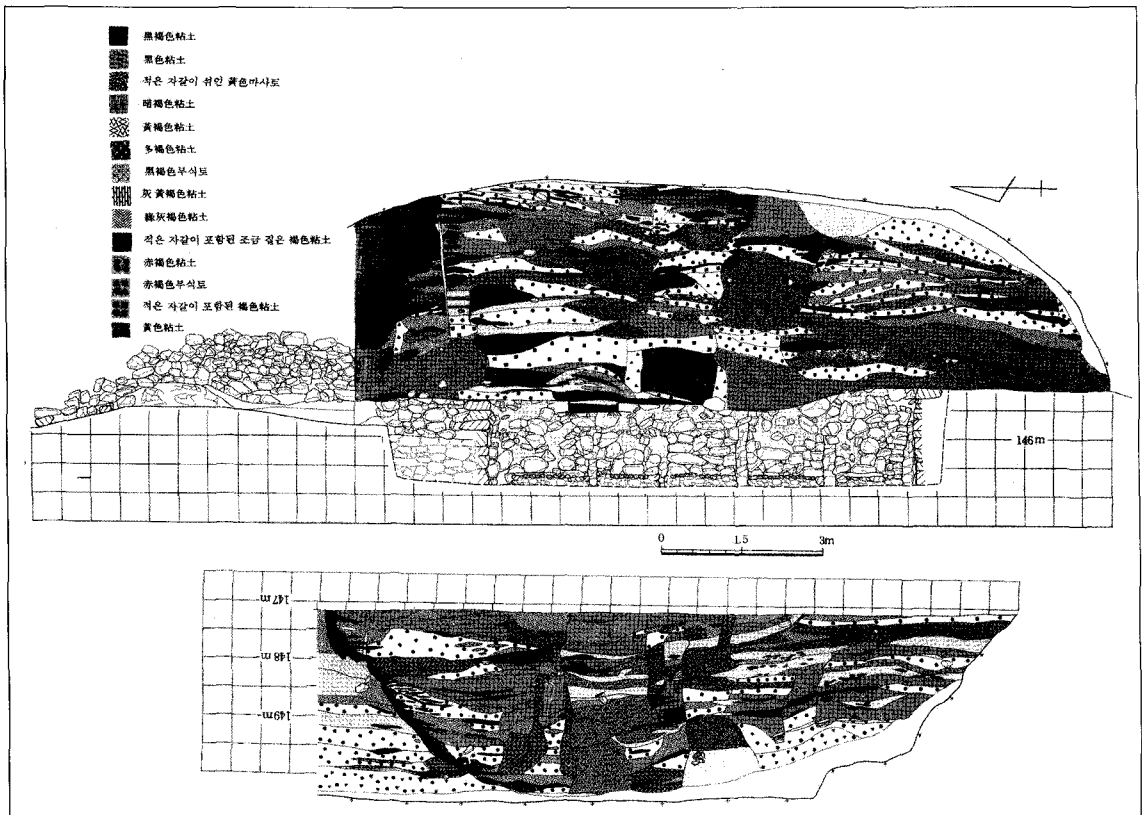 黑褐色粘土
黑色粘土
적은 자갈이 섞인 黃色마사토
暗褐色粘土
黃褐色粘土
多褐色粘土
黑褐色부식토
灰黃褐色粘土
綠灰褐色粘土
적은 자갈이 포함된 조금 짙은 褐色粘土
赤褐色粘土
赤褐色부식토
적은 자갈이 포함된 褐色粘土
黃色粘土
146m
0 1.5 3m
147m
148m
149m